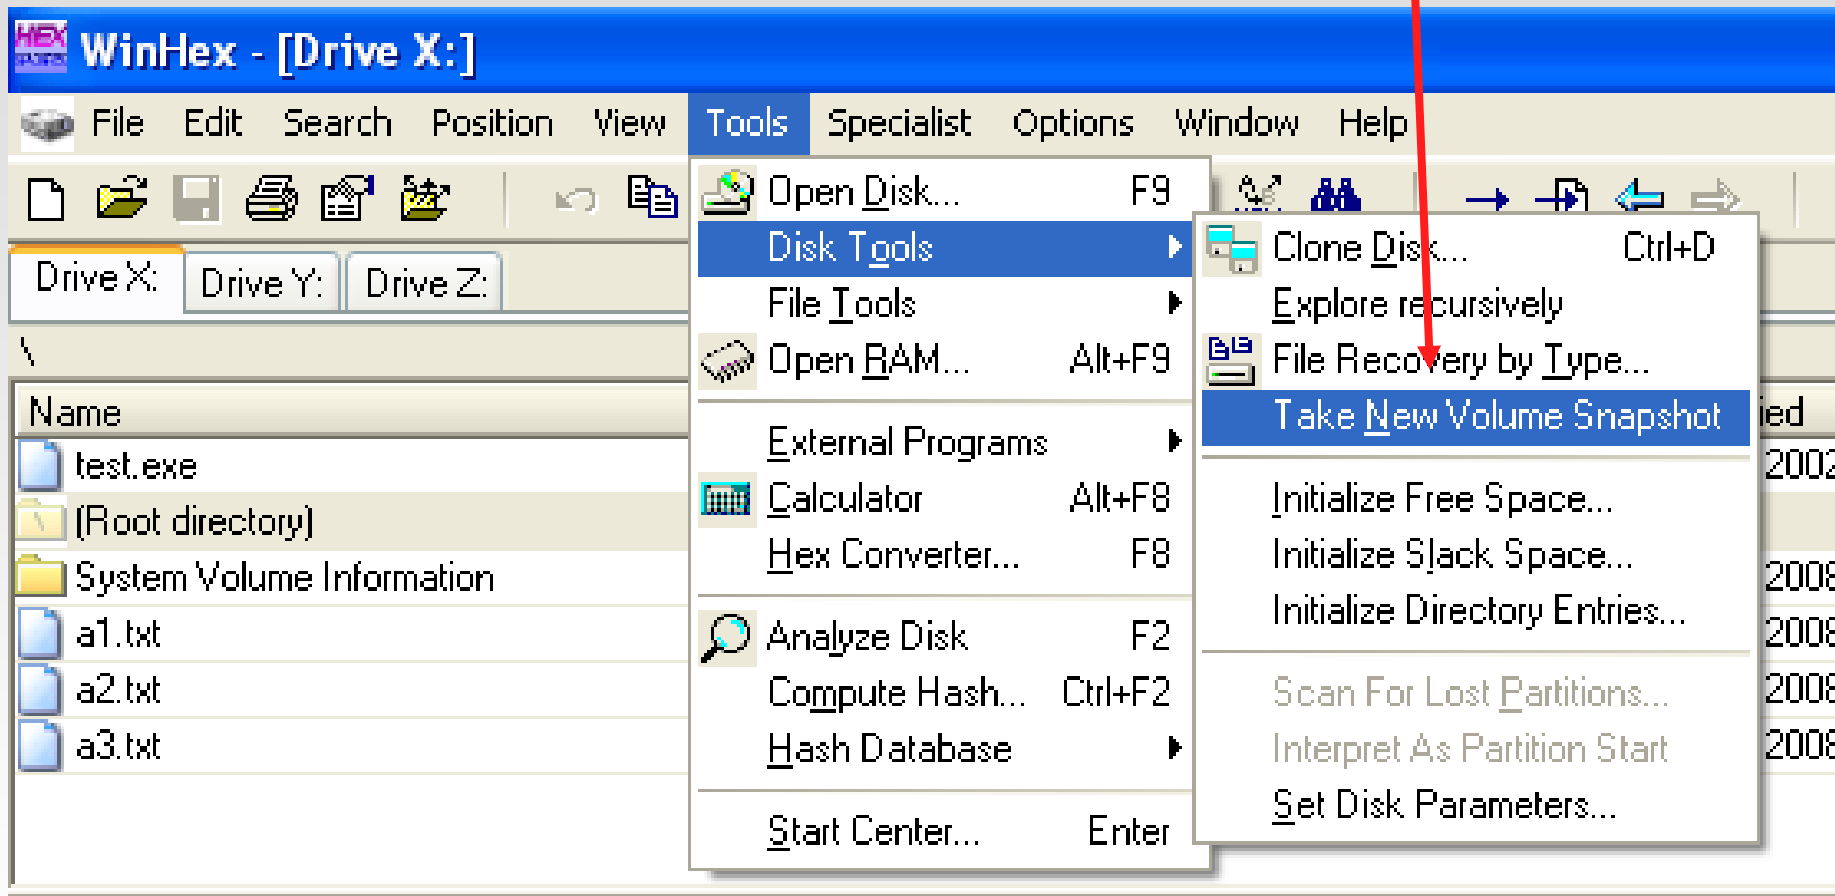 HEX
WinHex - [Drive X:]
File Edit Search Position View Tools Specialist Options Window Help
Drive X: Drive Y: Drive Z:
\
Name
test.exe
(Root directory)
System Volume Information
a1.txt
a2.txt
a3.txt
Open Disk... F9
Disk Tools
File Tools
Open RAM... Alt+F9
External Programs
Calculator Alt+F8
Hex Converter... F8
Analyze Disk F2
Compute Hash... Ctrl+F2
Hash Database
Start Center... Enter
Clone Disk... Ctrl+D
Explore recursively
File Recovery by Type...
Take New Volume Snapshot
Initialize Free Space...
Initialize Slack Space...
Initialize Directory Entries...
Scan For Lost Partitions...
Interpret As Partition Start
Set Disk Parameters...
ied
2002
2008
2008
2008
2008